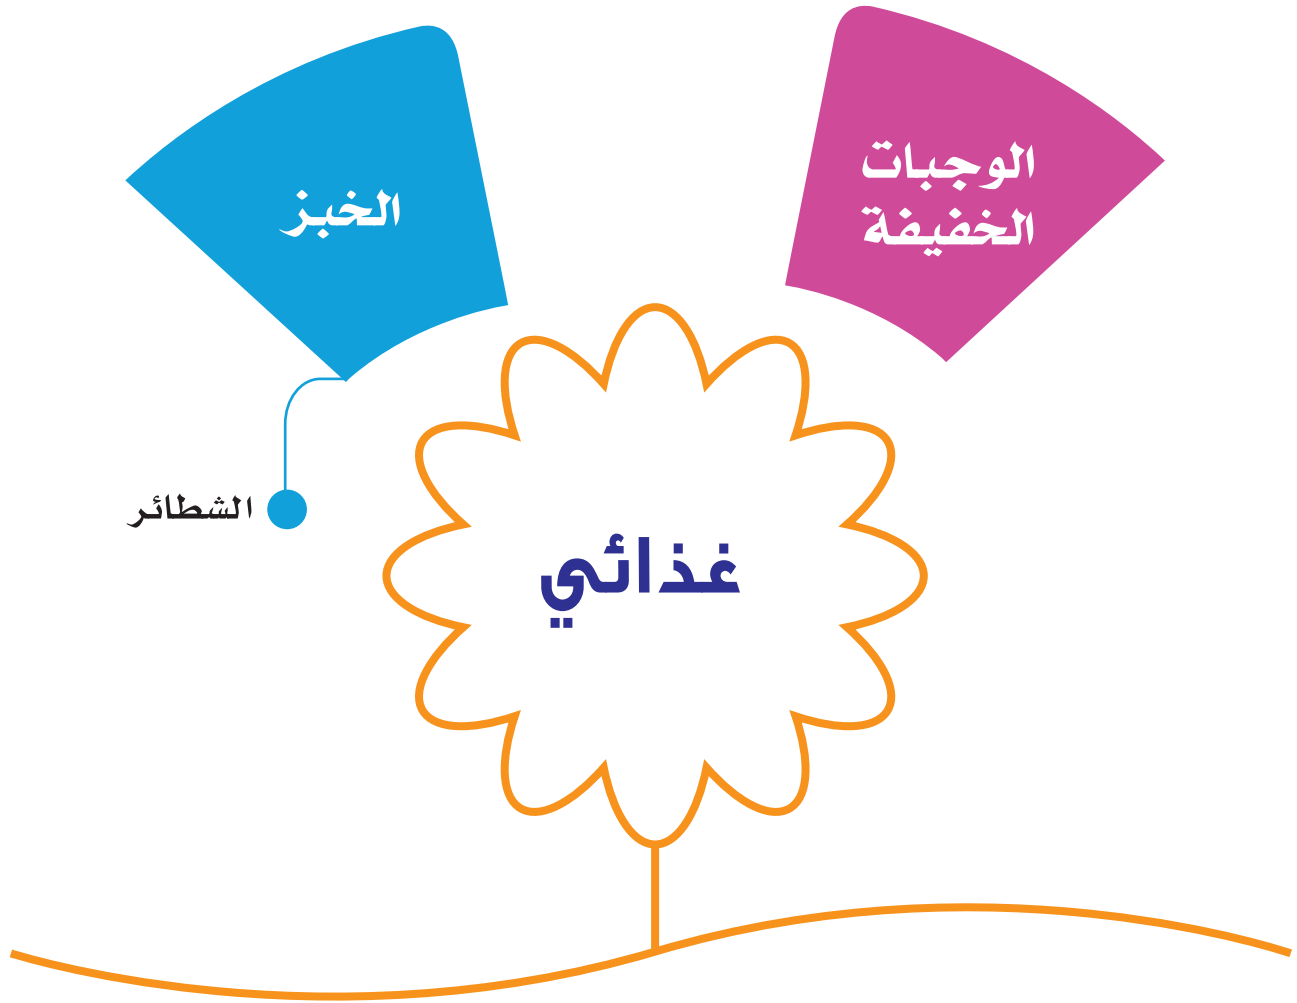 الوجبات
الخفيفة
الخبز
الشطائر
غذائي